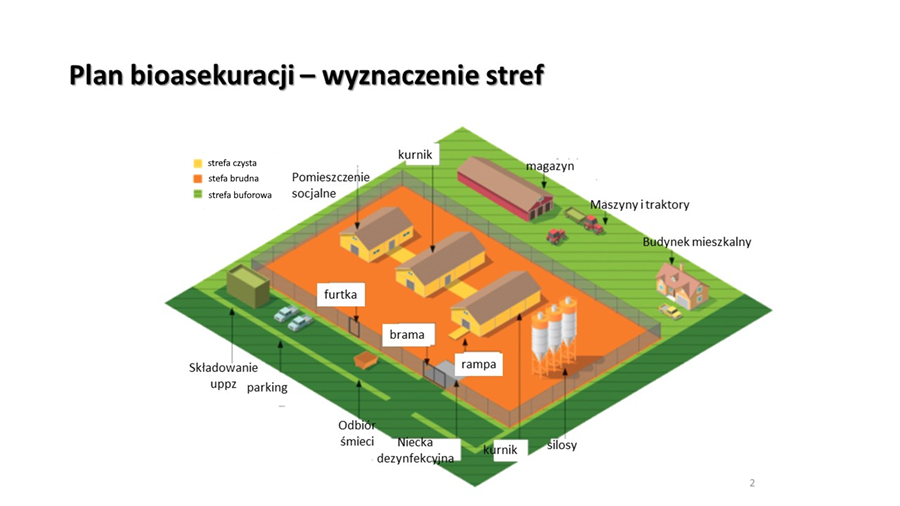 Plan bioasekuracji – wyznaczenie stref
strefa czysta
stefa brudna
strefa buforowa
Pomieszczenie
socjalne
kurnik
magazyn
Maszyny i traktory
Budynek mieszkalny
furtka
brama
rampa
Składowanie
uppz
parking
Odbiór
śmieci
Niecka
dezynfekcyjna
kurnik
silosy
2